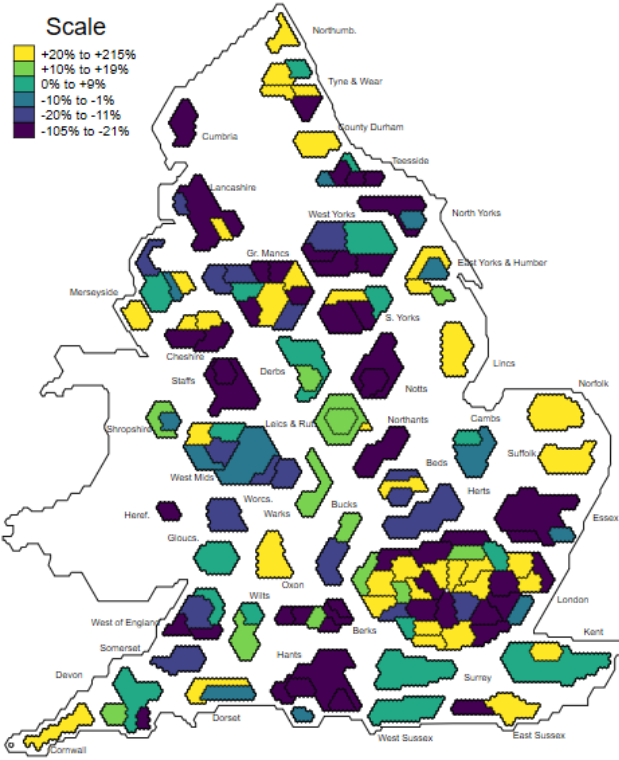 Scale
+20% to +215%
+10% to +19%
0% to +9%
-10% to -1%
-20% to -11%
-105% to -21%
Northumb.
Tyne & Wear
County Durham
Cumbria
Teesside
Lancashire
North Yorks
West Yorks
Gr. Mancs
East Yorks & Humber
Merseyside
S. Yorks
Cheshire
Lincs
Derbs
Staffs
Notts
Norfolk
Shropshire
Leics & Rut.
Northants
Cambs
Suffolk
Beds
West Mids
Herts
Worcs.
Warks
Bucks
Heref.
Essex
Gloucs.
Oxon
Wilts
London
West of England
Berks
Kent
Somerset
Hants
Devon
Surrey
Dorset
West Sussex
East Sussex
Cornwall